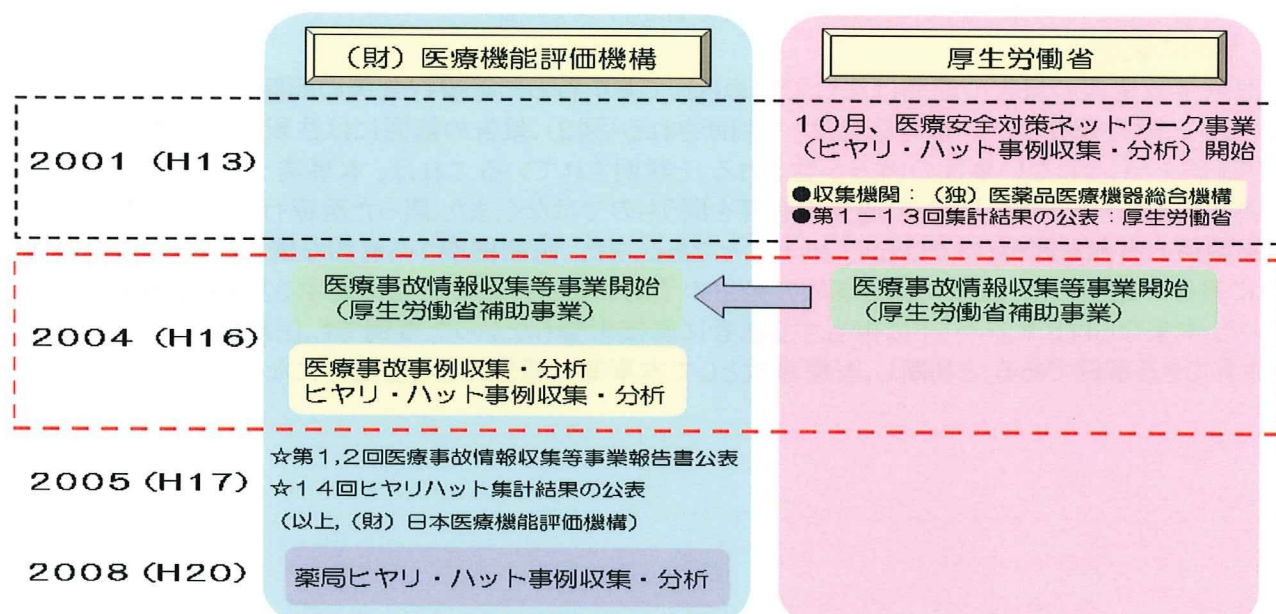 （財）医療機能評価機構
厚生労働省
2001 (H13)
10月、医療安全対策ネットワーク事業
（ヒヤリ・ハット事例収集・分析）開始
●収集機関：（独）医薬品医療機器総合機構
●第1－13回集計結果の公表：厚生労働省
2004 (H16)
医療事故情報収集等事業開始
（厚生労働省補助事業）
医療事故情報収集等事業開始
（厚生労働省補助事業）
医療事故事例収集・分析
ヒヤリ・ハット事例収集・分析
2005 (H17)
☆第1,2回医療事故情報収集等事業報告書公表
☆14回ヒヤリハット集計結果の公表
（以上,（財）日本医療機能評価機構）
2008 (H20)
薬局ヒヤリ・ハット事例収集・分析